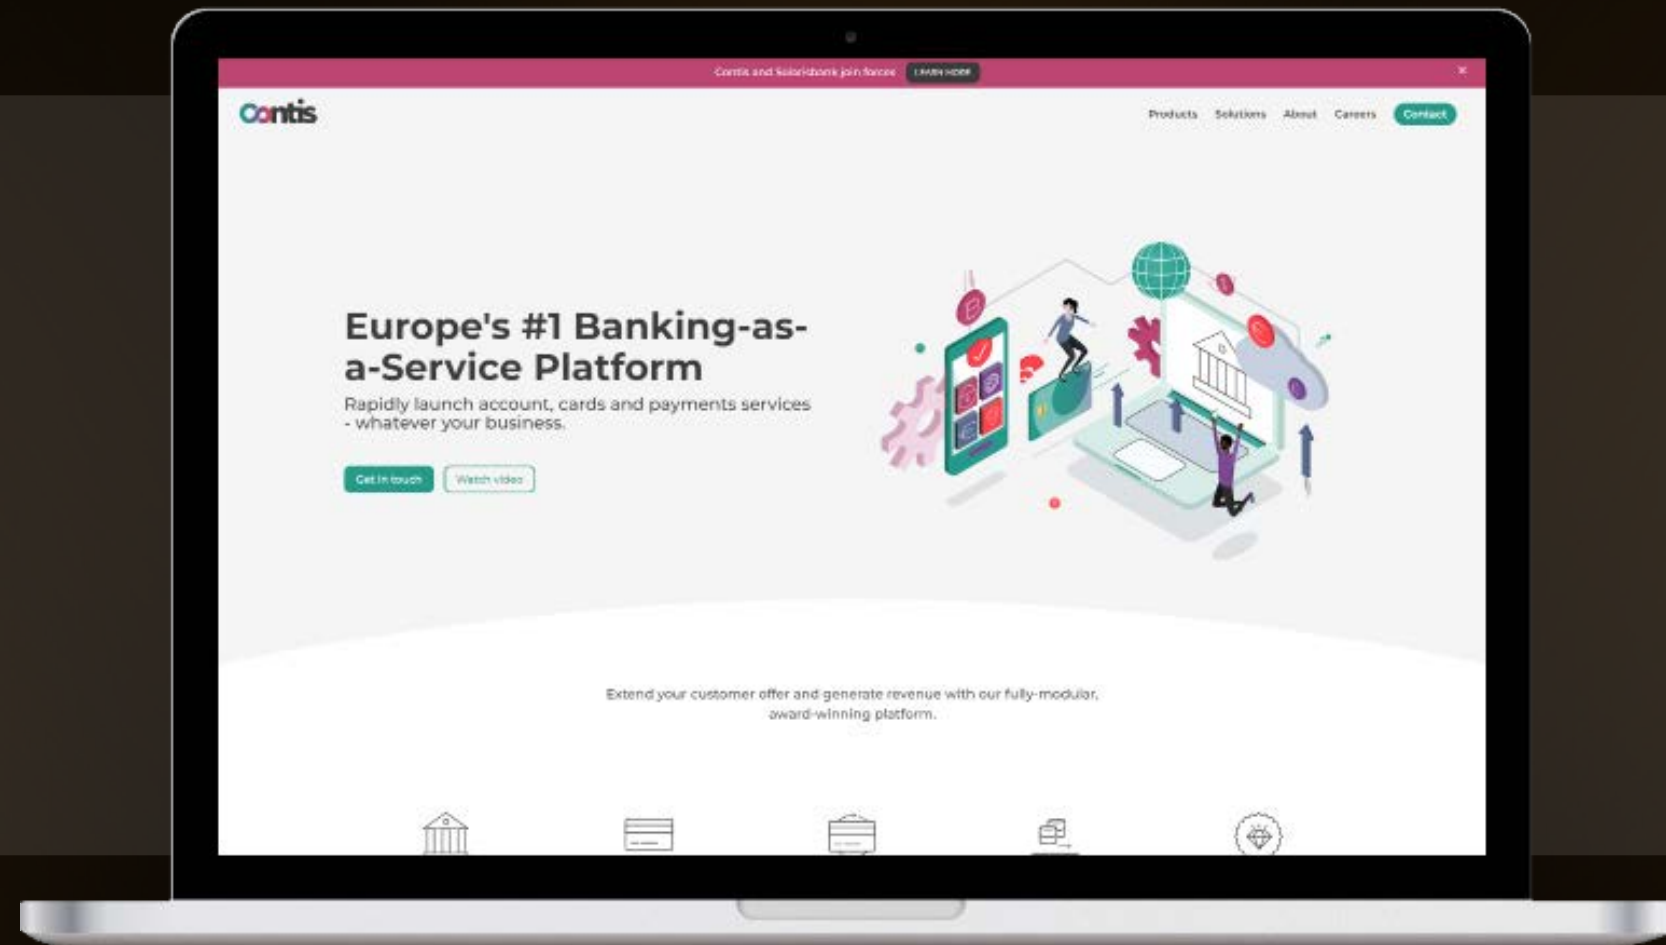 Contis and Solarisbank join forces LEARN MORE ×
Contis
Products Solutions About Careers Contact
Europe's #1 Banking-as-
a-Service Platform
Rapidly launch account, cards and payments services
- whatever your business.
Get in touch Watch video
Extend your customer offer and generate revenue with our fully-modular,
award-winning platform.